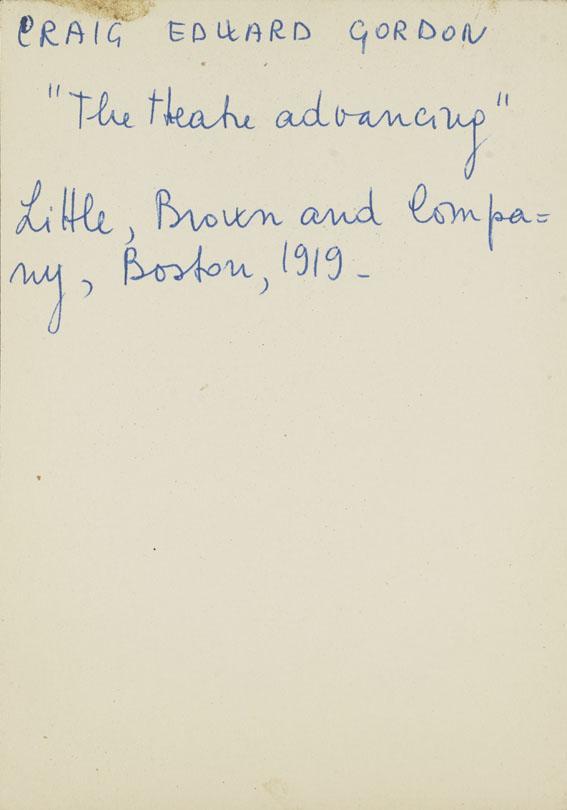 CRAIG EDWARD GORDON
"The theatre advancing"
Little, Brown and Compa=
ny, Boston, 1919-